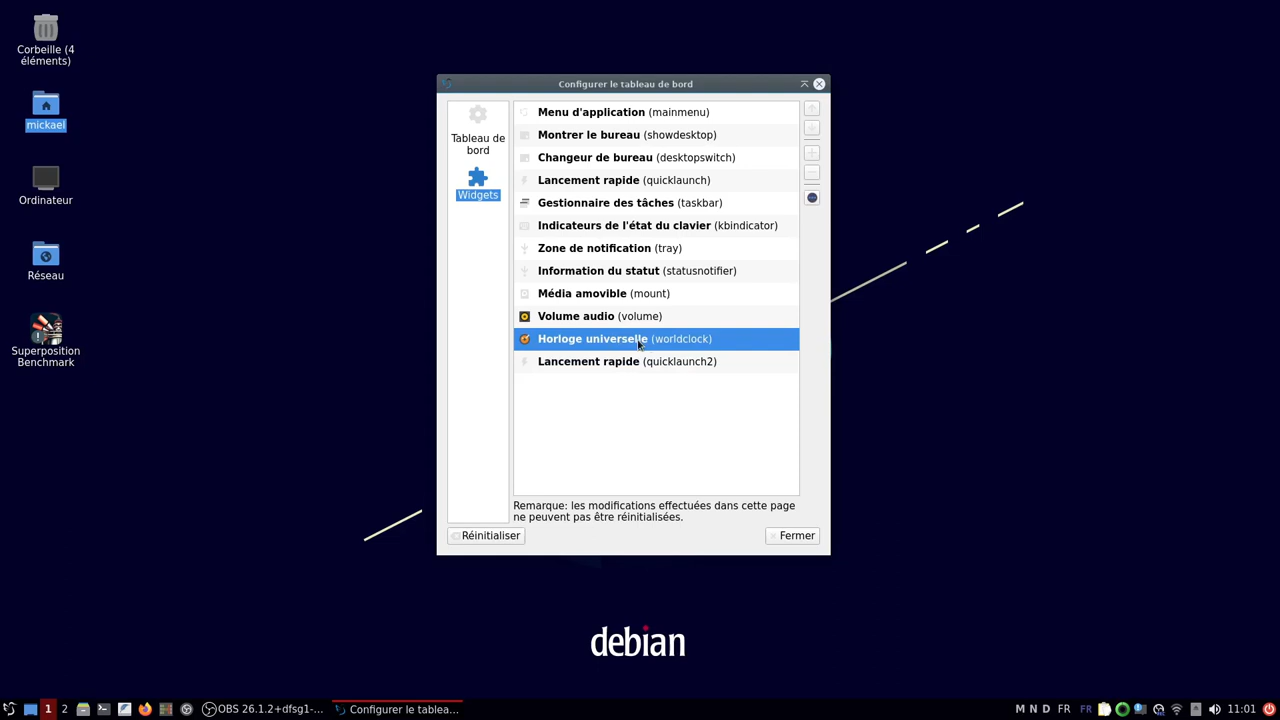 Corbeille (4
éléments)
mickael
Ordinateur
Réseau
Superposition
Benchmark
Configurer le tableau de bord
Tableau de
bord
Widgets
Menu d'application (mainmenu)
Montrer le bureau (showdesktop)
Changeur de bureau (desktopswitch)
Lancement rapide (quicklaunch)
Gestionnaire des tâches (taskbar)
Indicateurs de l'état du clavier (kbindicator)
Zone de notification (tray)
Information du statut (statusnotifier)
Média amovible (mount)
Volume audio (volume)
Horloge universelle (worldclock)
Lancement rapide (quicklaunch2)
Remarque: les modifications effectuées dans cette page
ne peuvent pas être réinitialisées.
Réinitialiser
Fermer
debian
1 2 OBS 26.1.2+dfsg1-... Configurer le tablea... M N D FR FR 11:01